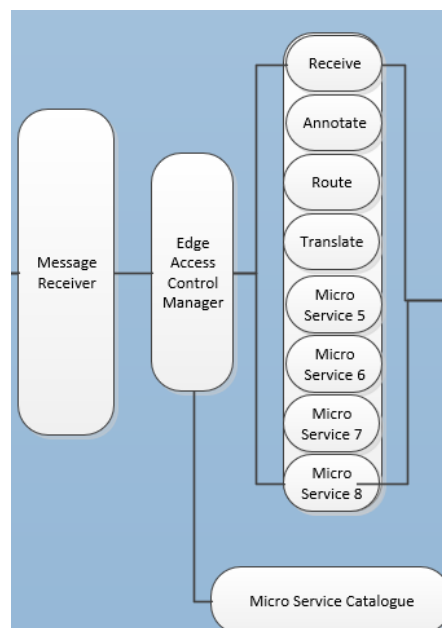 Message
Receiver
Edge
Access
Control
Manager
Receive
Annotate
Route
Translate
Micro
Service 5
Micro
Service 6
Micro
Service 7
Micro
Service 8
Micro Service Catalogue